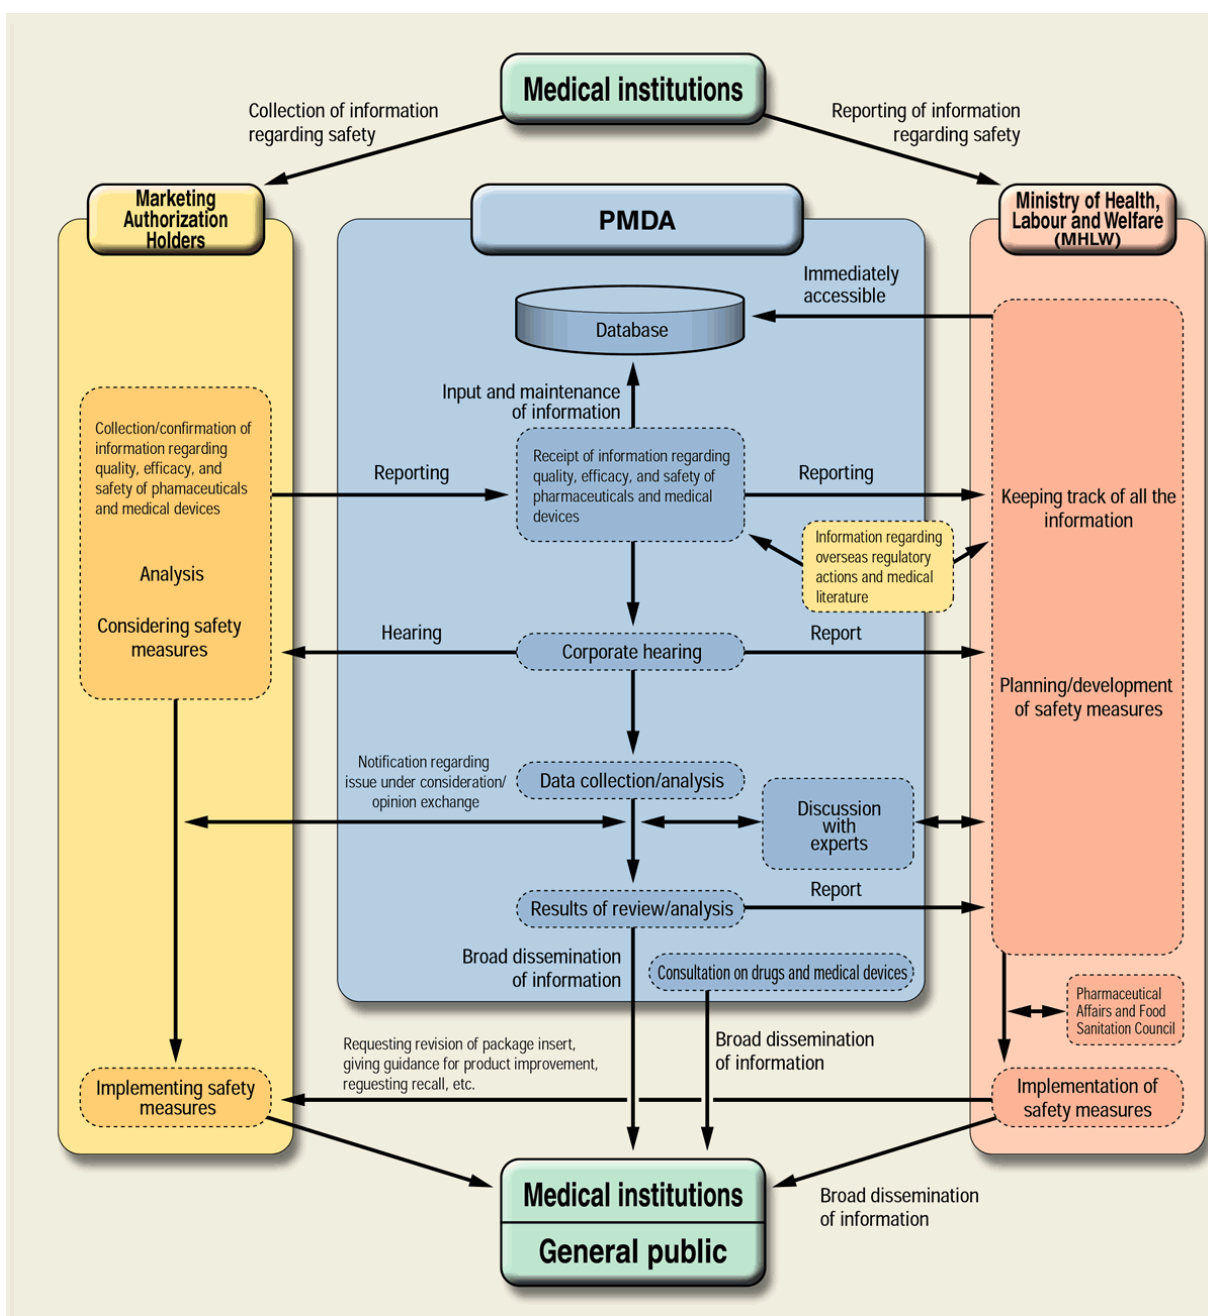 Medical institutions
Collection of information
regarding safety
Reporting of information
regarding safety
Marketing
Authorization
Holders
PMDA
Ministry of Health,
Labour and Welfare
(MHLW)
Immediately
accessible
Database
Input and maintenance
of information
Collection/confirmation of
information regarding
quality, efficacy, and
safety of phamaceuticals
and medical devices
Analysis
Considering safety
measures
Reporting
Receipt of information regarding
quality, efficacy, and safety of
pharmaceuticals and medical
devices
Reporting
Keeping track of all the
information
Information regarding
overseas regulatory
actions and medical
literature
Hearing
Corporate hearing
Report
Planning/development
of safety measures
Notification regarding
issue under consideration/
opinion exchange
Data collection/analysis
Discussion
with
experts
Results of review/analysis
Report
Broad dissemination
of information
Consultation on drugs and medical devices
Pharmaceutical
Affairs and Food
Sanitation Council
Requesting revision of package insert,
giving guidance for product improvement,
requesting recall, etc.
Broad dissemination
of information
Implementing safety
measures
Implementation of
safety measures
Medical institutions
General public
Broad dissemination
of information